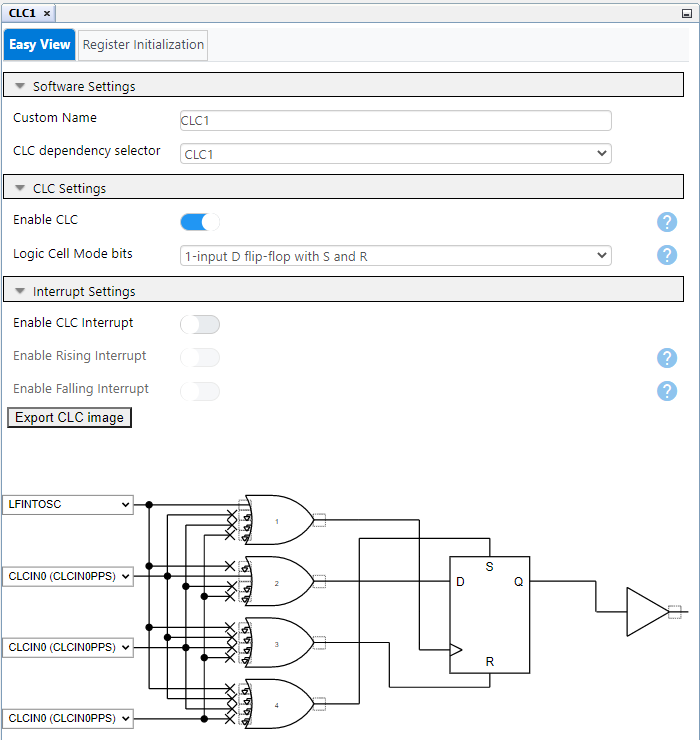 CLC1 ×
Easy View Register Initialization
Software Settings
Custom Name CLC1
CLC dependency selector CLC1
CLC Settings
Enable CLC ?
Logic Cell Mode bits 1-input D flip-flop with S and R ?
Interrupt Settings
Enable CLC Interrupt
Enable Rising Interrupt ?
Enable Falling Interrupt ?
Export CLC image
LFINTOSC
1
CLCIN0 (CLCIN0PPS)
2
S
D Q
CLCIN0 (CLCIN0PPS)
3
R
CLCIN0 (CLCIN0PPS)
4